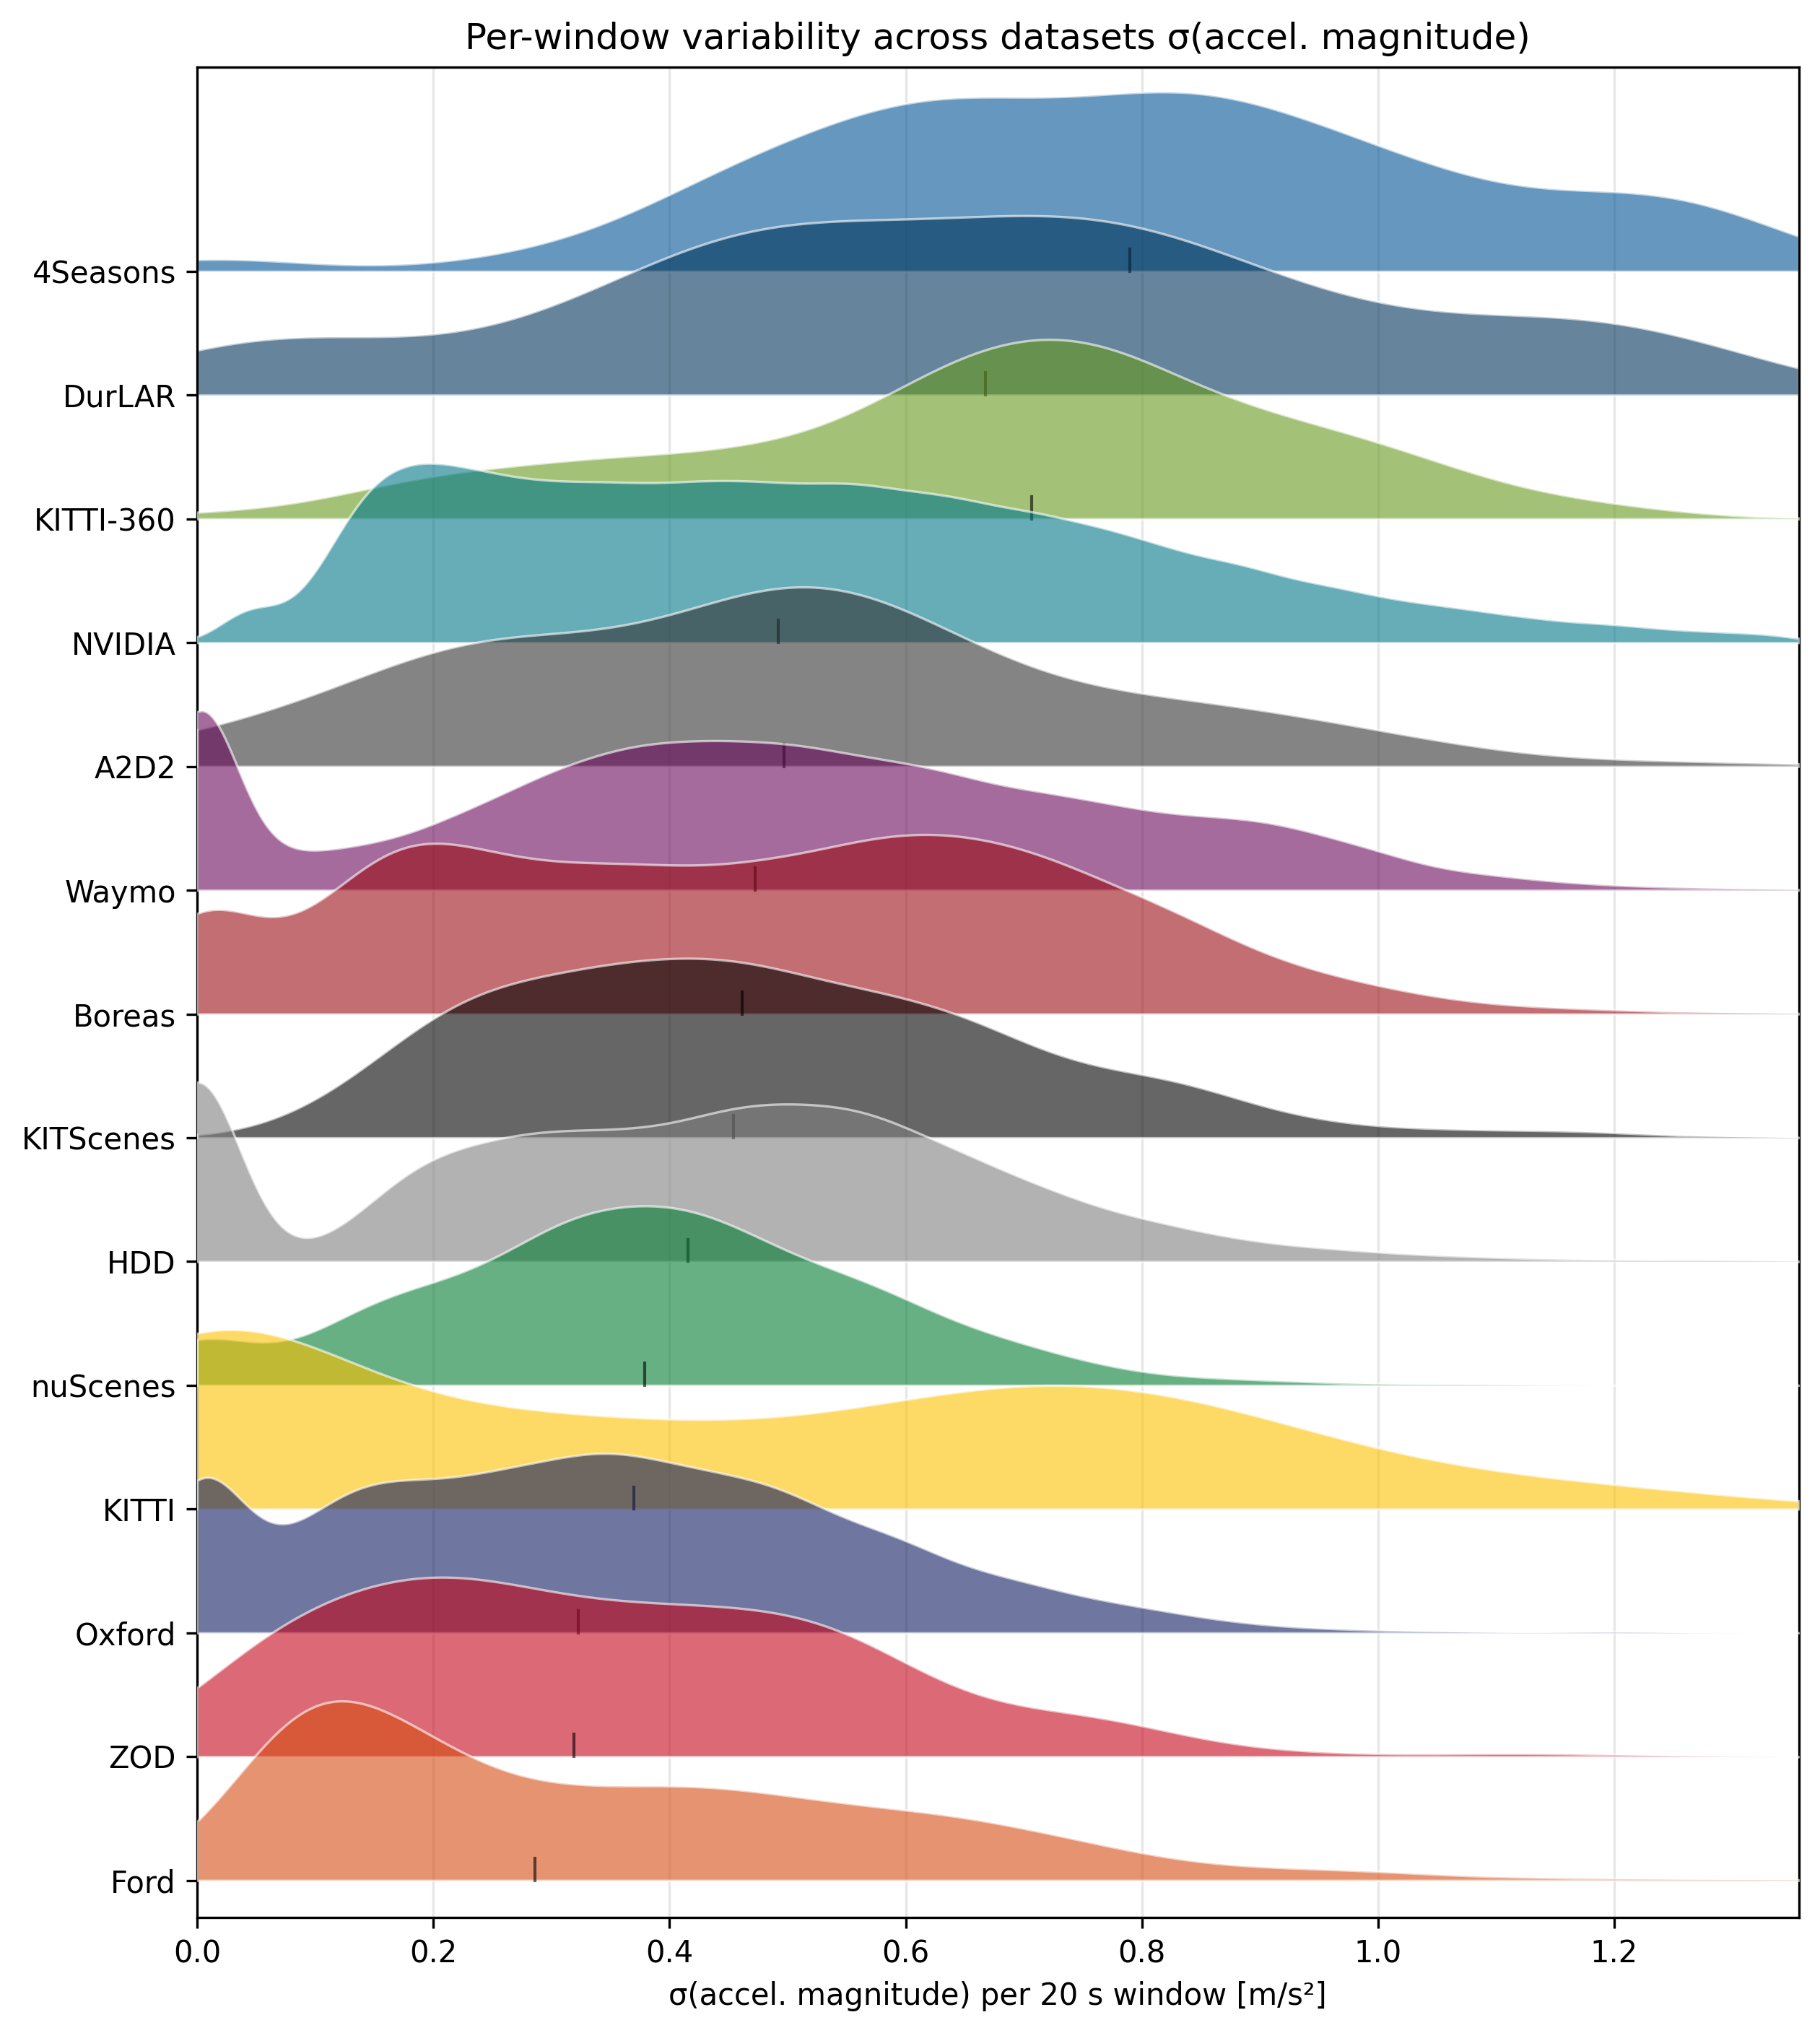 Per-window variability across datasets σ(accel. magnitude)
4Seasons
DurLAR
KITTI-360
NVIDIA
A2D2
Waymo
Boreas
KITScenes
HDD
nuScenes
KITTI
Oxford
ZOD
Ford
0.0 0.2 0.4 0.6 0.8 1.0 1.2
σ(accel. magnitude) per 20 s window [m/s²]